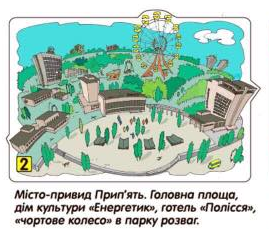 2
Місто-привид Прип'ять. Головна площа,
дім культури «Енергетик», готель «Полісся»,
«чортове колесо» в парку розваг.